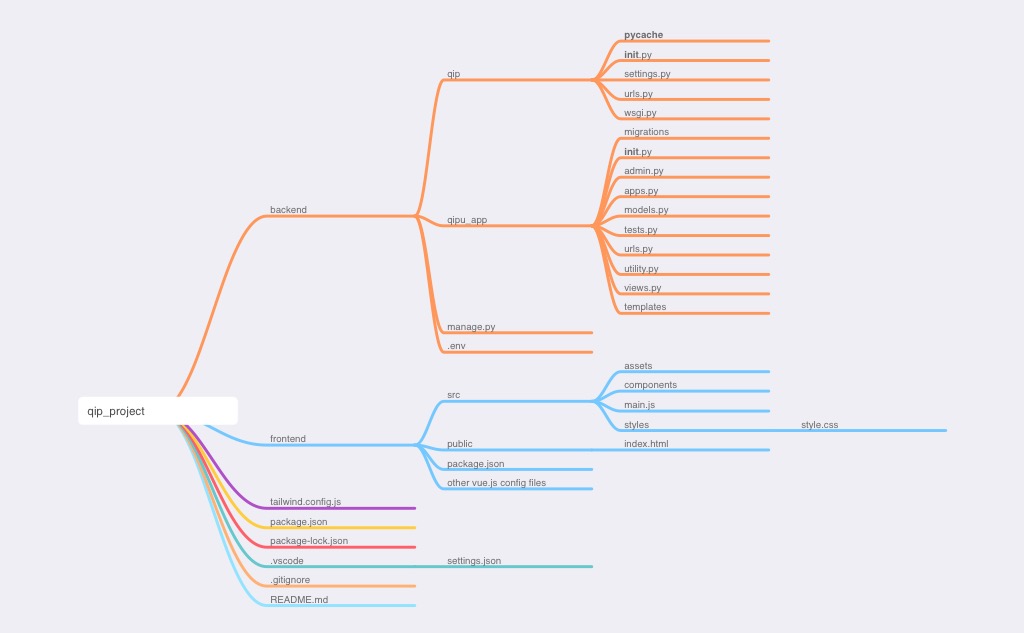 pycache
init.py
qip
settings.py
urls.py
wsgi.py
migrations
init.py
admin.py
apps.py
backend
models.py
qipu_app
tests.py
urls.py
utility.py
views.py
templates
manage.py
.env
assets
components
src
main.js
qip_project
styles
style.css
frontend
public
index.html
package.json
other vue.js config files
tailwind.config.js
package.json
package-lock.json
.vscode
settings.json
.gitignore
README.md